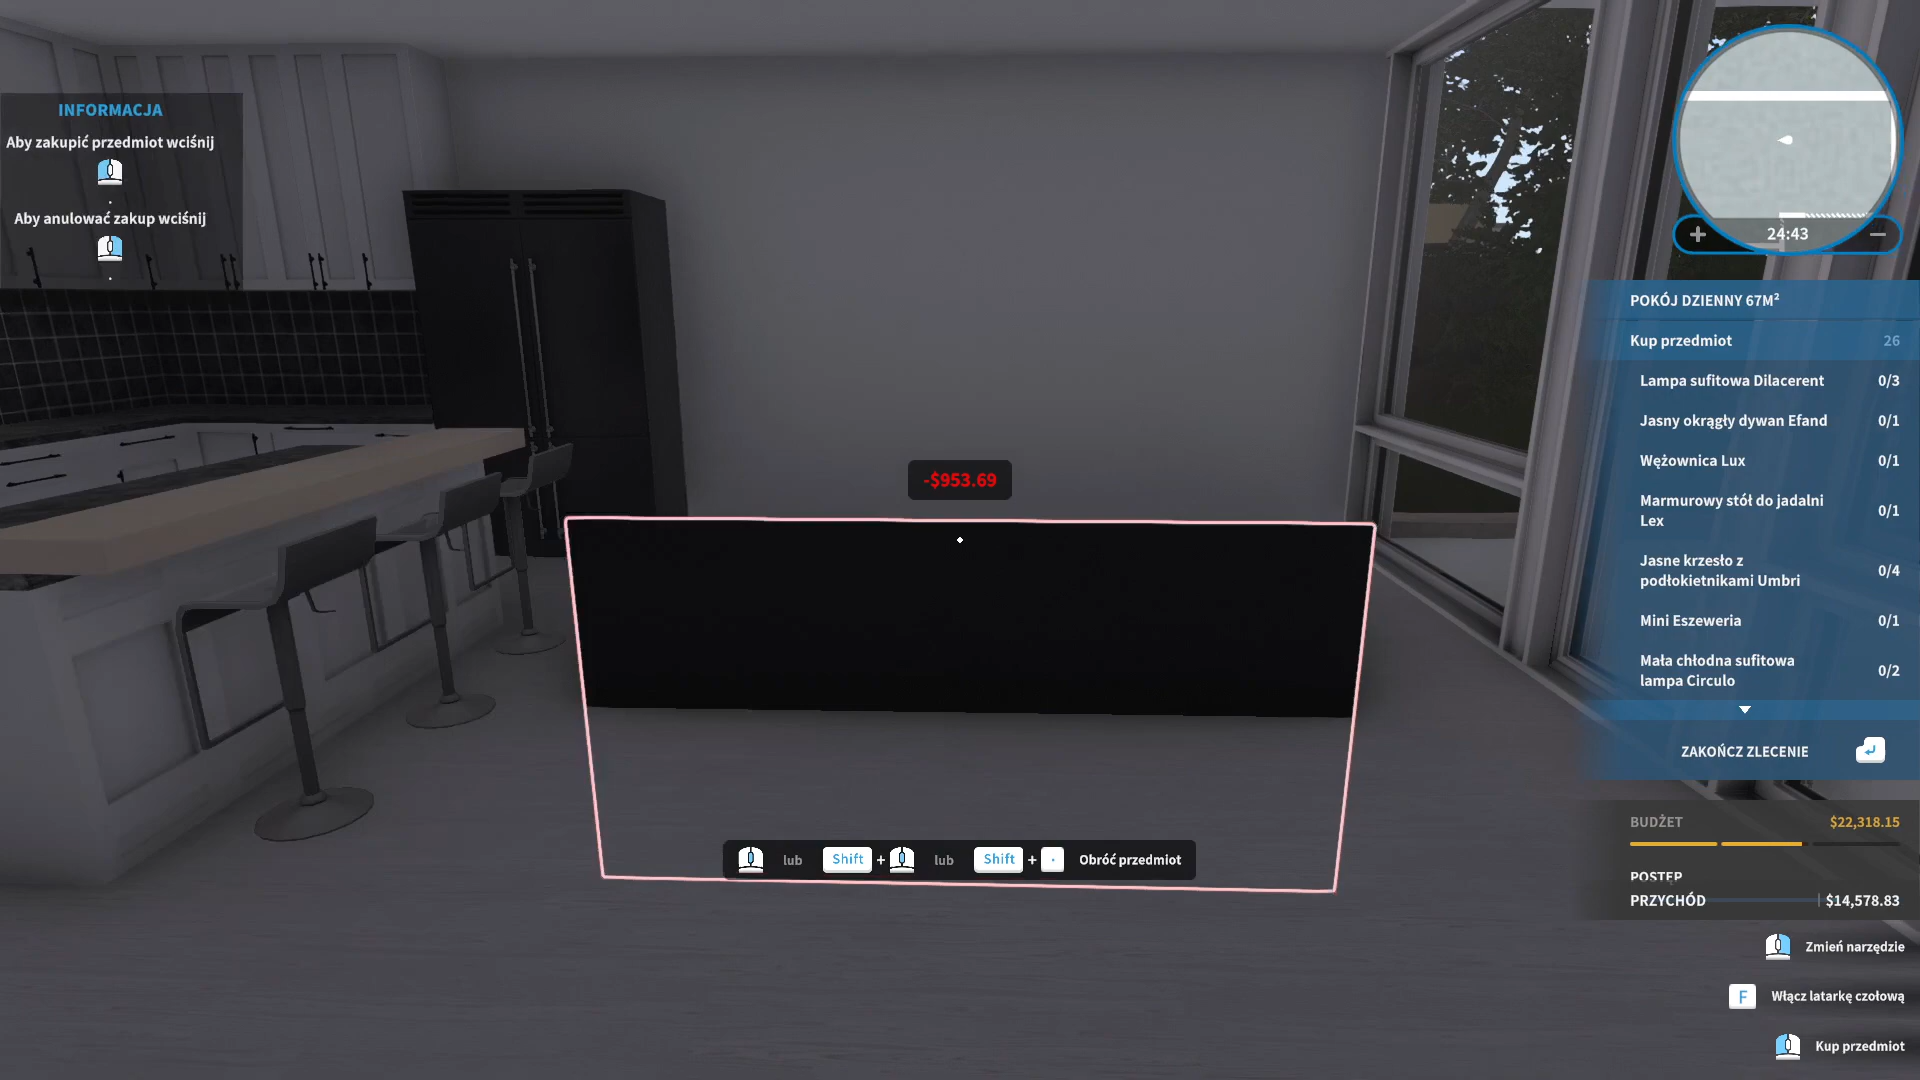 INFORMACJA
Aby zakupić przedmiot wciśnij
.
Aby anulować zakup wciśnij
.
-$953.69
lub Shift + lub Shift + · Obróć przedmiot
+ 24:43 −
POKÓJ DZIENNY 67M²
Kup przedmiot 26
Lampa sufitowa Dilacerent 0/3
Jasny okrągły dywan Efand 0/1
Wężownica Lux 0/1
Marmurowy stół do jadalni
Lex 0/1
Jasne krzesło z
podłokietnikami Umbri 0/4
Mini Eszeweria 0/1
Mała chłodna sufitowa
lampa Circulo 0/2
ZAKOŃCZ ZLECENIE
BUDŻET $22,318.15
POSTĘP
PRZYCHÓD $14,578.83
Zmień narzędzie
F Włącz latarkę czołową
Kup przedmiot